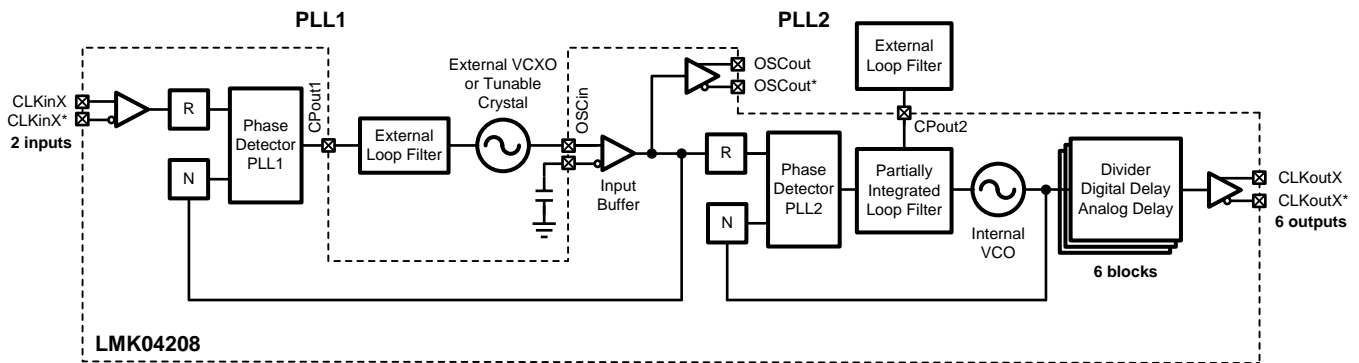 PLL1
PLL2
External VCXO
or Tunable
Crystal
External
Loop Filter
OSCout
OSCout*
CLKinX
CLKinX*
2 inputs
R
N
Phase
Detector
PLL1
CPout1
External
Loop Filter
OSCin
Input
Buffer
R
N
Phase
Detector
PLL2
CPout2
Partially
Integrated
Loop Filter
Internal
VCO
Divider
Digital Delay
Analog Delay
6 blocks
CLKoutX
CLKoutX*
6 outputs
LMK04208